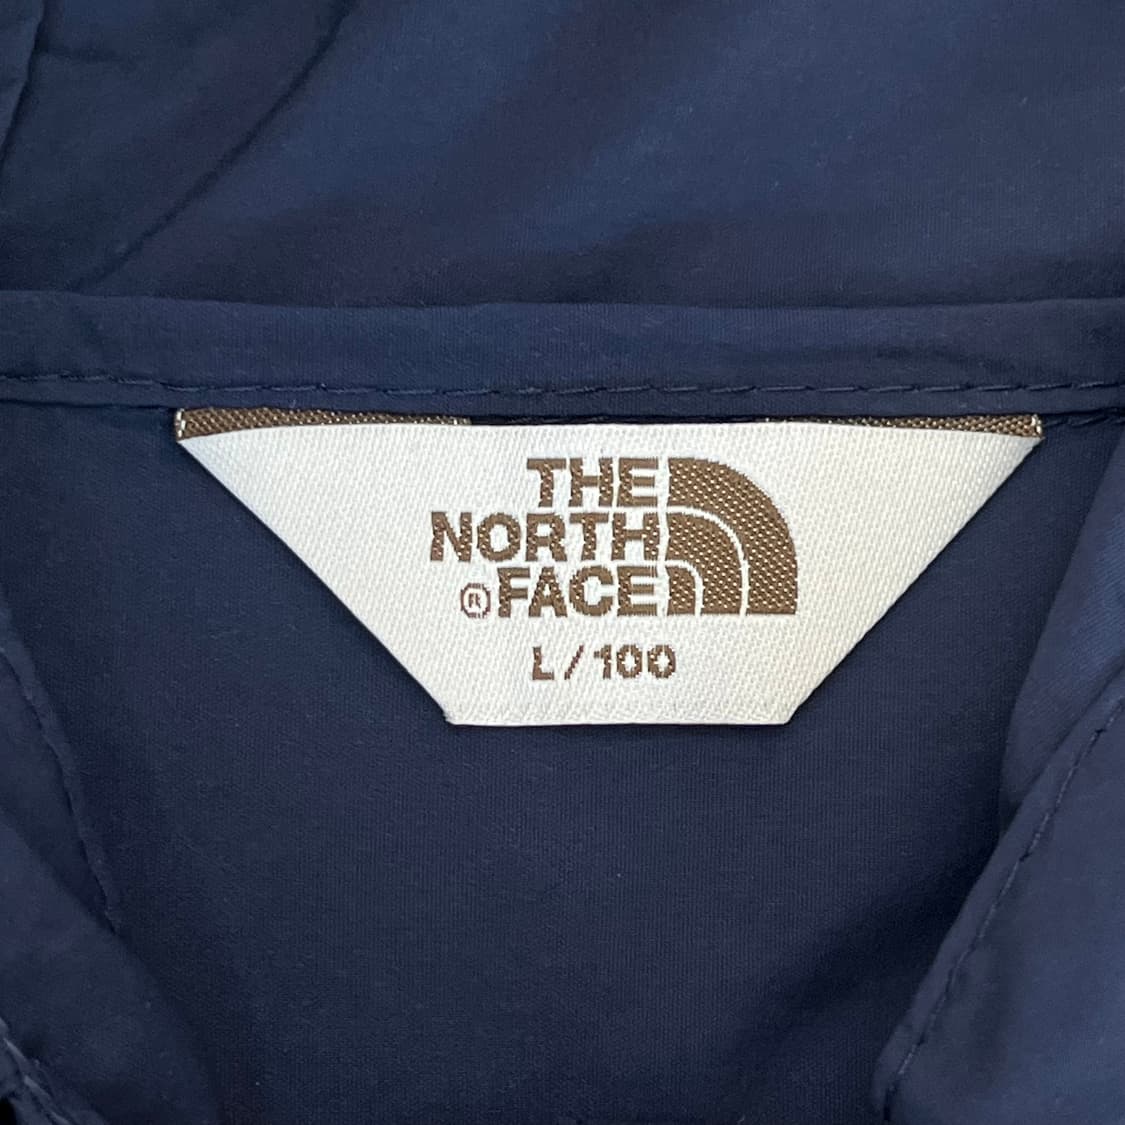 THE
NORTH
® FACE
L / 100